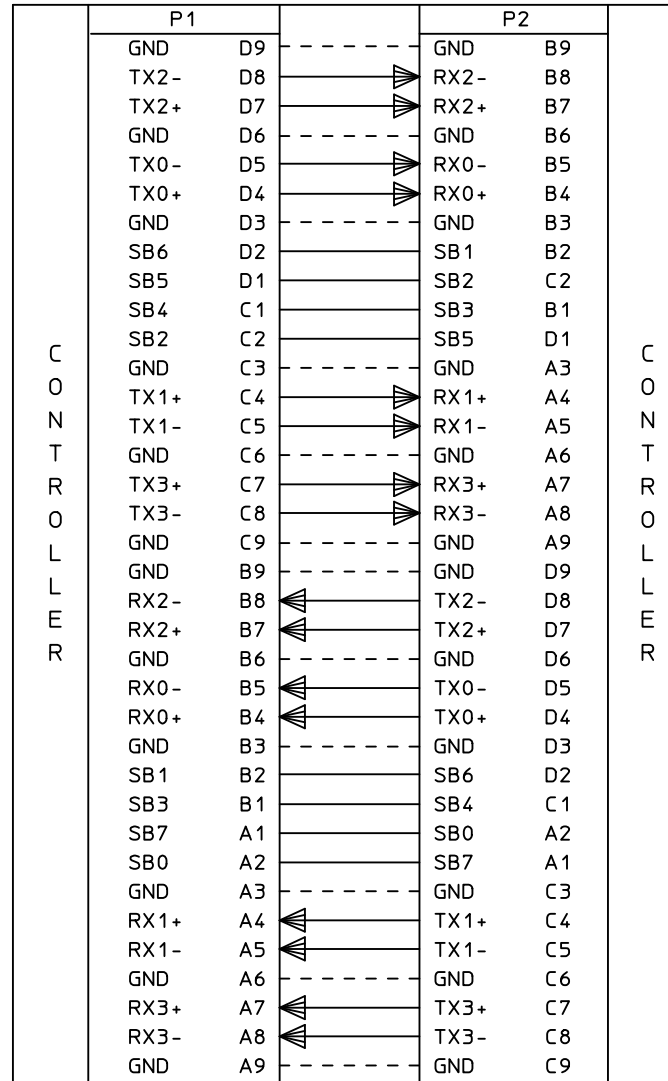 P1 P2
GND D9 GND B9
TX2- D8 RX2- B8
TX2+ D7 RX2+ B7
GND D6 GND B6
TX0- D5 RX0- B5
TX0+ D4 RX0+ B4
GND D3 GND B3
SB6 D2 SB1 B2
SB5 D1 SB2 C2
SB4 C1 SB3 B1
SB2 C2 SB5 D1
GND C3 GND A3
TX1+ C4 RX1+ A4
TX1- C5 RX1- A5
GND C6 GND A6
TX3+ C7 RX3+ A7
TX3- C8 RX3- A8
GND C9 GND A9
GND B9 GND D9
RX2- B8 TX2- D8
RX2+ B7 TX2+ D7
GND B6 GND D6
RX0- B5 TX0- D5
RX0+ B4 TX0+ D4
GND B3 GND D3
SB1 B2 SB6 D2
SB3 B1 SB4 C1
SB7 A1 SB0 A2
SB0 A2 SB7 A1
GND A3 GND C3
RX1+ A4 TX1+ C4
RX1- A5 TX1- C5
GND A6 GND C6
RX3+ A7 TX3+ C7
RX3- A8 TX3- C8
GND A9 GND C9
CONTROLLER
CONTROLLER